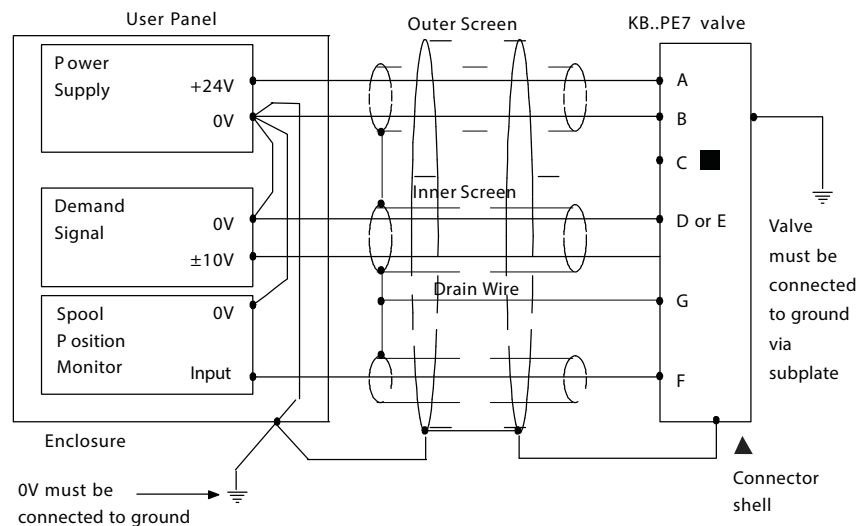 User Panel
Outer Screen
KB..PE7 valve
Power
Supply
+24V
0V
A
B
C
Inner Screen
Demand
Signal
0V
±10V
D or E
Valve
must be
connected
to ground
via
subplate
Drain Wire
G
Spool
Position
Monitor
0V
Input
F
Enclosure
Connector
shell
0V must be
connected to ground